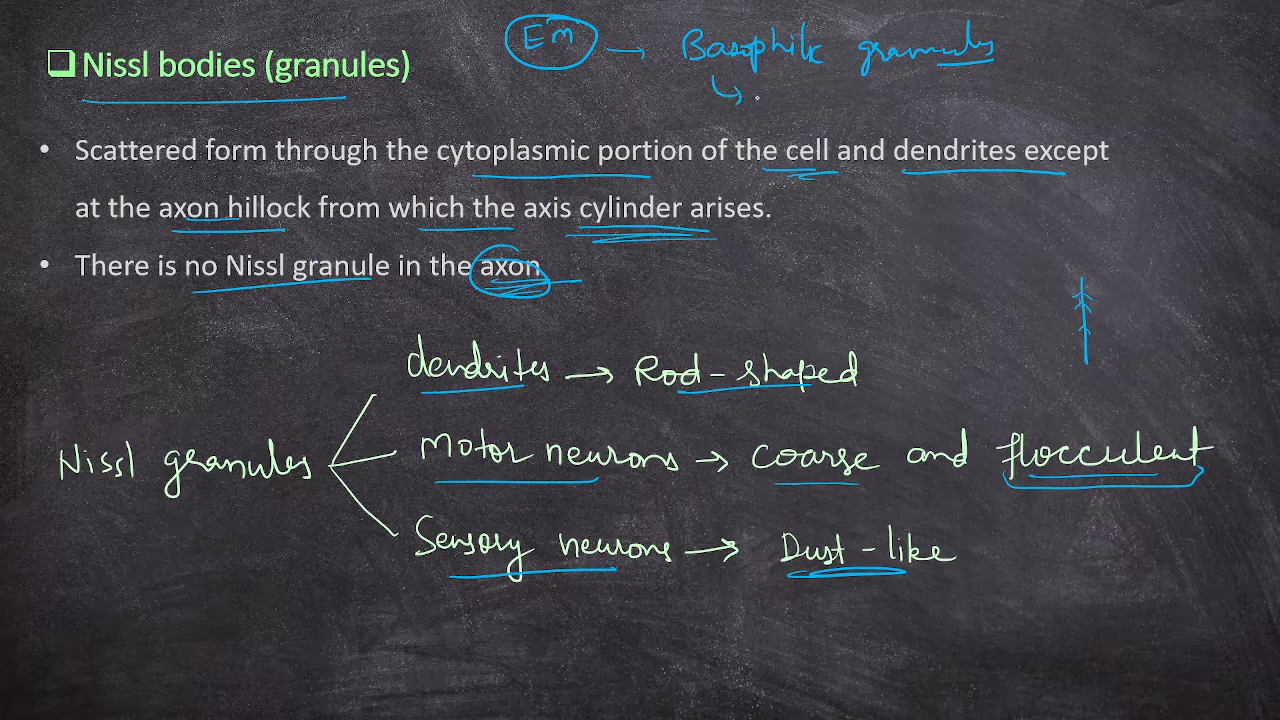 Em → Basophilic granules
Nissl bodies (granules)
• Scattered form through the cytoplasmic portion of the cell and dendrites except
at the axon hillock from which the axis cylinder arises.
• There is no Nissl granule in the axon
dendrites → Rod-shaped
Nissl granules
Motor neurons → coarse and flocculent
Sensory neurons → Dust-like